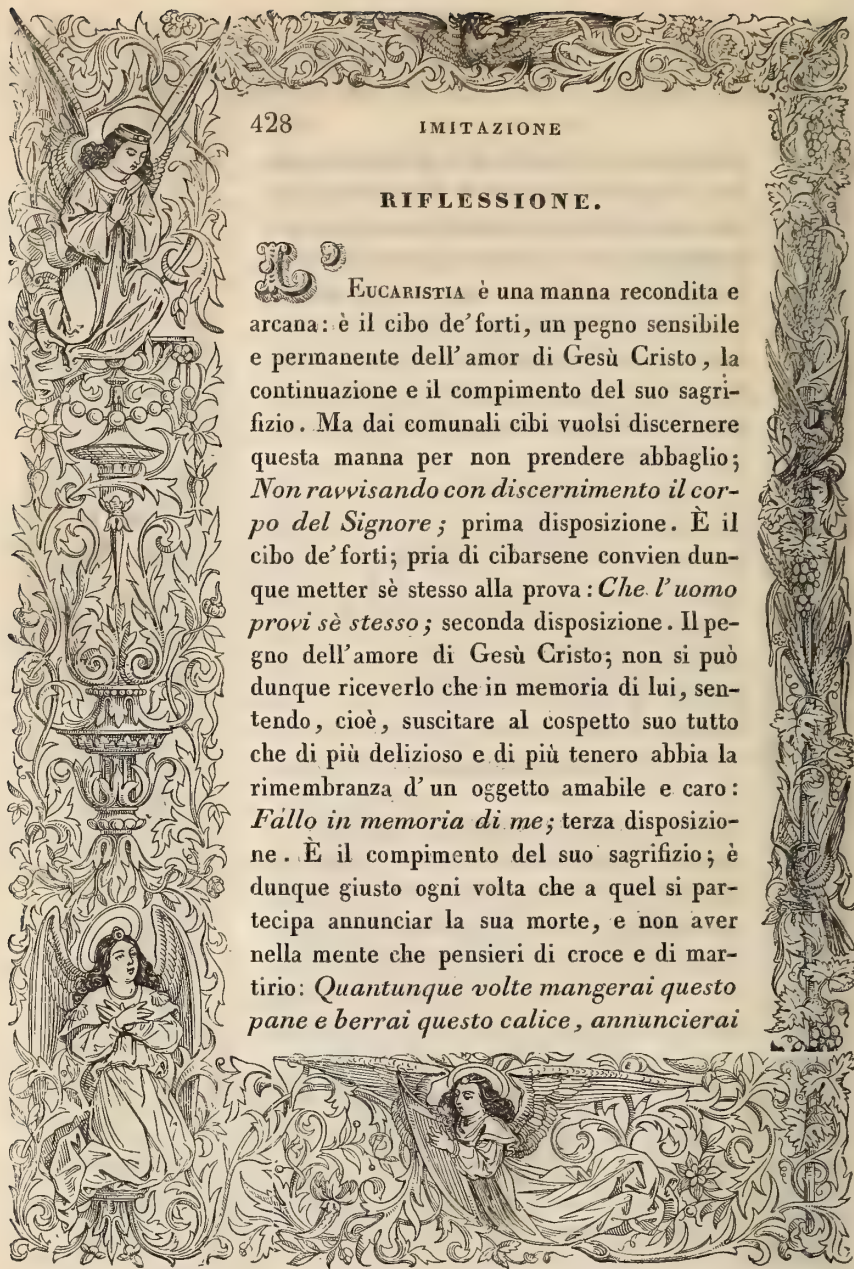 428 IMITAZIONE
RIFLESSIONE.
L'EUCARISTIA è una manna recondita e
arcana: è il cibo de' forti, un pegno sensibile
e permanente dell' amor di Gesù Cristo, la
continuazione e il compimento del suo sagri-
fizio. Ma dai comunali cibi vuolsi discernere
questa manna per non prendere abbaglio;
Non ravvisando con discernimento il cor-
po del Signore; prima disposizione. È il
cibo de' forti; pria di cibarsene convien dun-
que metter sè stesso alla prova: Che l'uomo
provi sè stesso; seconda disposizione. Il pe-
gno dell'amore di Gesù Cristo; non si può
dunque riceverlo che in memoria di lui, sen-
tendo, cioè, suscitare al cospetto suo tutto
che di più delizioso e di più tenero abbia la
rimembranza d' un oggetto amabile e caro:
Fállo in memoria di me; terza disposizio-
ne. È il compimento del suo sagrifizio; è
dunque giusto ogni volta che a quel si par-
tecipa annunciar la sua morte, e non aver
nella mente che pensieri di croce e di mar-
tirio: Quantunque volte mangerai questo
pane e berrai questo calice, annuncierai